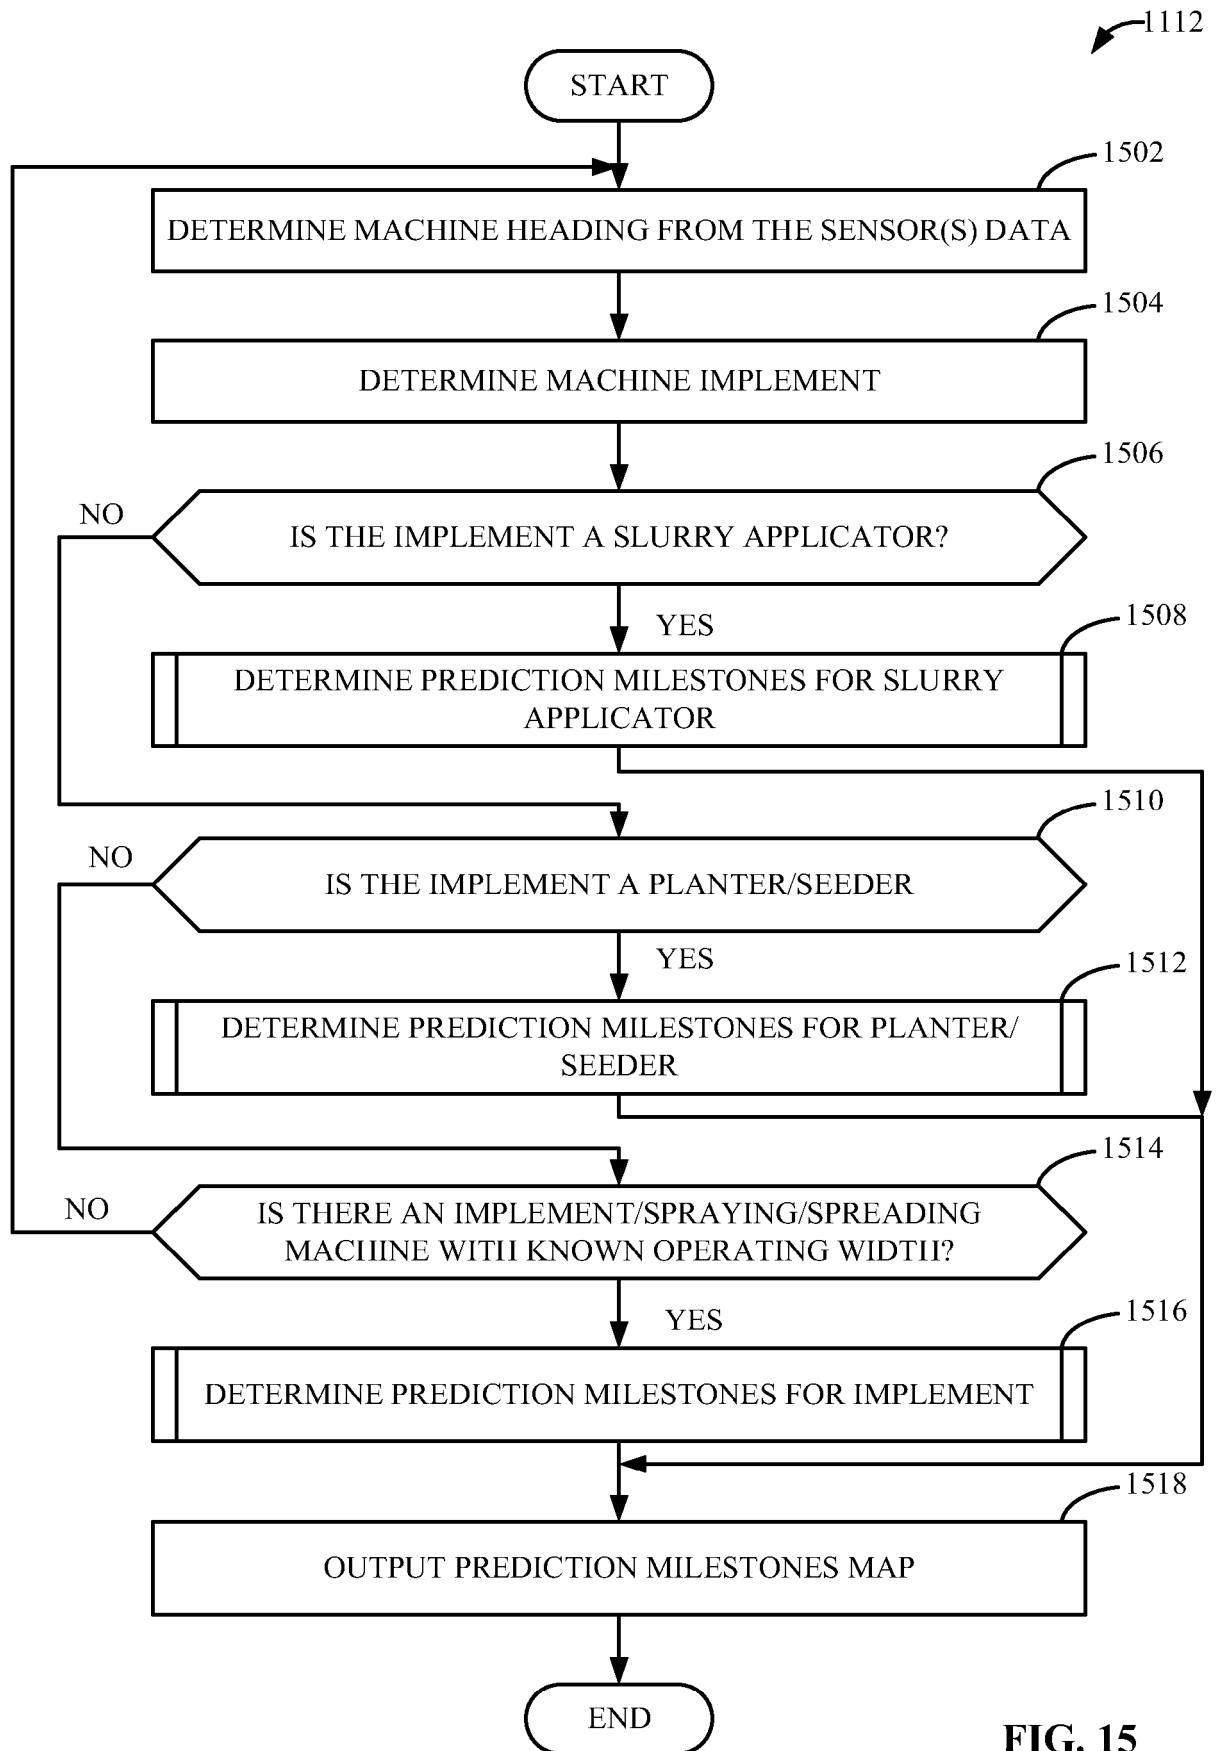 1112
START
1502
DETERMINE MACHINE HEADING FROM THE SENSOR(S) DATA
1504
DETERMINE MACHINE IMPLEMENT
1506
NO
IS THE IMPLEMENT A SLURRY APPLICATOR?
YES
1508
DETERMINE PREDICTION MILESTONES FOR SLURRY
APPLICATOR
1510
NO
IS THE IMPLEMENT A PLANTER/SEEDER
YES
1512
DETERMINE PREDICTION MILESTONES FOR PLANTER/
SEEDER
1514
NO
IS THERE AN IMPLEMENT/SPRAYING/SPREADING
MACHINE WITH KNOWN OPERATING WIDTH?
YES
1516
DETERMINE PREDICTION MILESTONES FOR IMPLEMENT
1518
OUTPUT PREDICTION MILESTONES MAP
END
FIG. 15